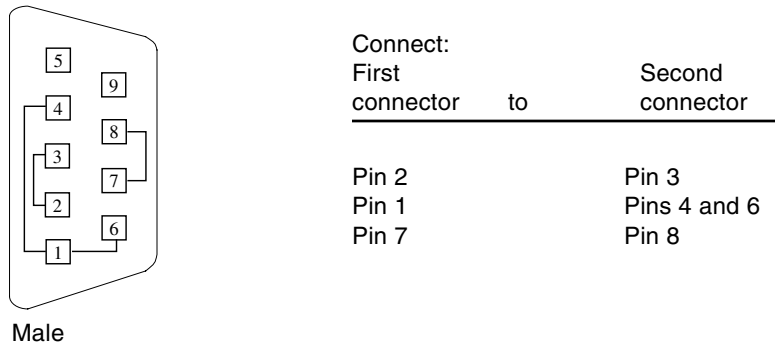 5
9
4
8
3
7
2
6
1
Male
Connect:
First Second
connector to connector
Pin 2 Pin 3
Pin 1 Pins 4 and 6
Pin 7 Pin 8